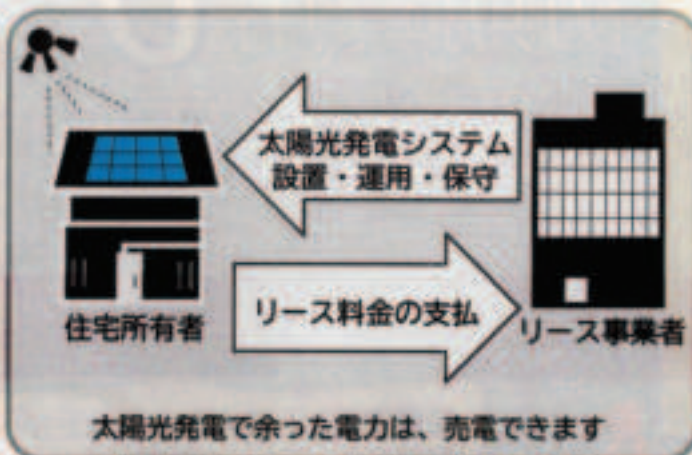 太陽光発電システム
設置・運用・保守
リース料金の支払
住宅所有者
リース事業者
太陽光発電で余った電力は、売電できます